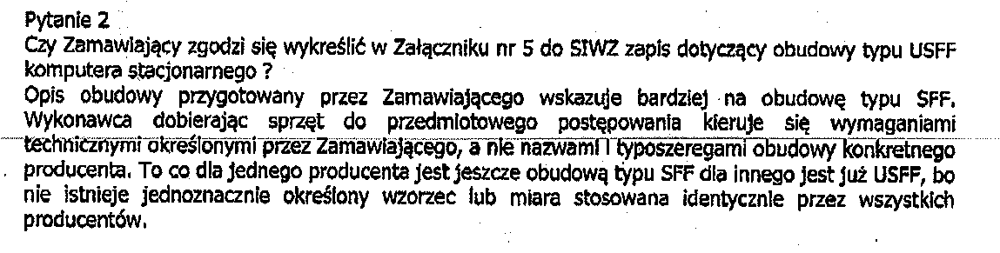 Pytanie 2
Czy Zamawiający zgodzi się wykreślić w Załączniku nr 5 do SIWZ zapis dotyczący obudowy typu USFF
komputera stacjonarnego ?
Opis obudowy przygotowany przez Zamawiającego wskazuje bardziej na obudowę typu SFF.
Wykonawca dobierając sprzęt do przedmiotowego postępowania kieruje się wymaganiami
technicznymi określonymi przez Zamawiającego, a nie nazwami i typoszeregami obudowy konkretnego
producenta. To co dla jednego producenta jest jeszcze obudową typu SFF dla innego jest już USFF, bo
nie istnieje jednoznacznie określony wzorzec lub miara stosowana identycznie przez wszystkich
producentów.